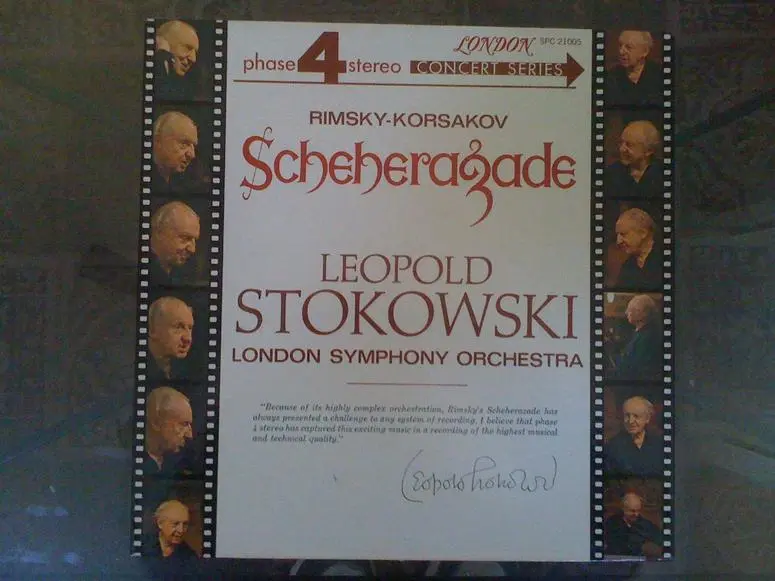 LONDON SPC 21005
phase 4 stereo CONCERT SERIES
RIMSKY-KORSAKOV
Scheherazade
LEOPOLD
STOKOWSKI
LONDON SYMPHONY ORCHESTRA
"Because of its highly complex orchestration, Rimsky's Scheherazade has
always presented a challenge to any system of recording. I believe that phase
4 stereo has captured this exciting music in a recording of the highest musical
and technical quality."
Leopold Stokowski